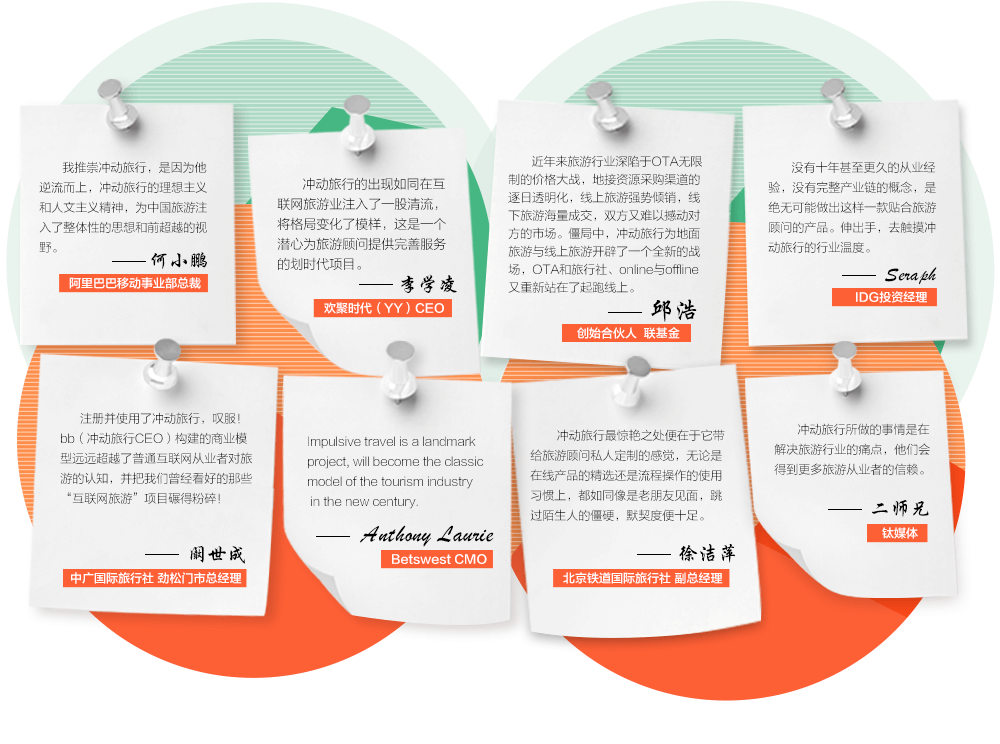 我推崇冲动旅行，是因为他
逆流而上，冲动旅行的理想主义
和人文主义精神，为中国旅游注
入了整体性的思想和前超越的视
野。
何小鹏
阿里巴巴移动事业部总裁
冲动旅行的出现如同在互
联网旅游业注入了一股清流，
将格局变化了模样，这是一个
潜心为旅游顾问提供完善服务
的划时代项目。
李学凌
欢聚时代（YY）CEO
近年来旅游行业深陷于OTA无限
制的价格大战，地接资源采购渠道的
逐日透明化，线上旅游强势倾销，线
下旅游海量成交，双方又难以撼动对
方的市场。僵局中，冲动旅行为地面
旅游与线上旅游开辟了一个全新的战
场，OTA和旅行社、online与offline
又重新站在了起跑线上。
邱浩
创始合伙人 联基金
没有十年甚至更久的从业经
验，没有完整产业链的概念，是
绝无可能做出这样一款贴合旅游
顾问的产品。伸出手，去触摸冲
动旅行的行业温度。
Seraph
IDG投资经理
注册并使用了冲动旅行，叹服！
bb（冲动旅行CEO）构建的商业模
型远远超越了普通互联网从业者对旅
游的认知，并把我们曾经看好的那些
“互联网旅游”项目碾得粉碎！
阚世成
中广国际旅行社 劲松门市总经理
Impulsive travel is a landmark
project, will become the classic
model of the tourism industry
in the new century.
Anthony Laurie
Betswest CMO
冲动旅行最惊艳之处便在于它带
给旅游顾问私人定制的感觉，无论是
在线产品的精选还是流程操作的使用
习惯上，都如同像是老朋友见面，跳
过陌生人的僵硬，默契度便十足。
徐洁萍
北京铁道国际旅行社 副总经理
冲动旅行所做的事情是在
解决旅游行业的痛点，他们会
得到更多旅游从业者的信赖。
二师兄
钛媒体